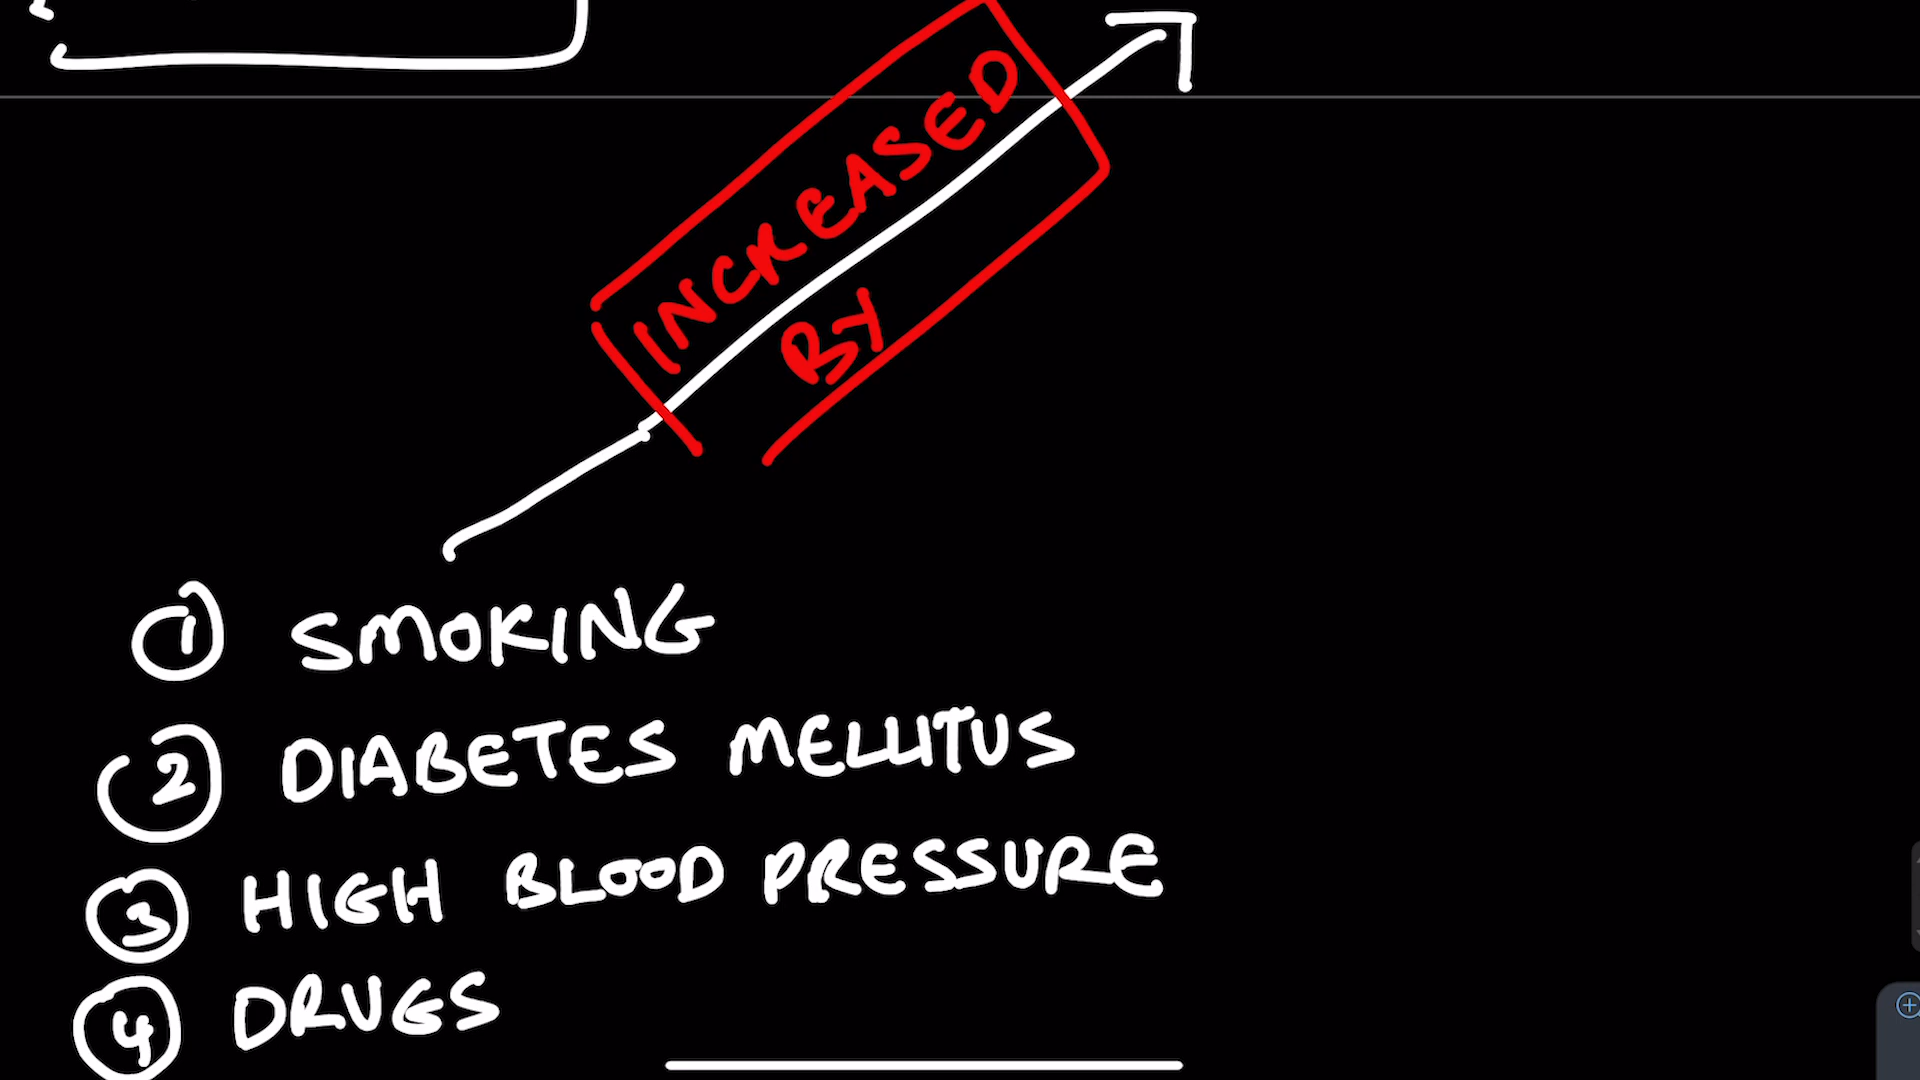 INCREASED
BY
1 SMOKING
2 DIABETES MELLITUS
3 HIGH BLOOD PRESSURE
4 DRUGS